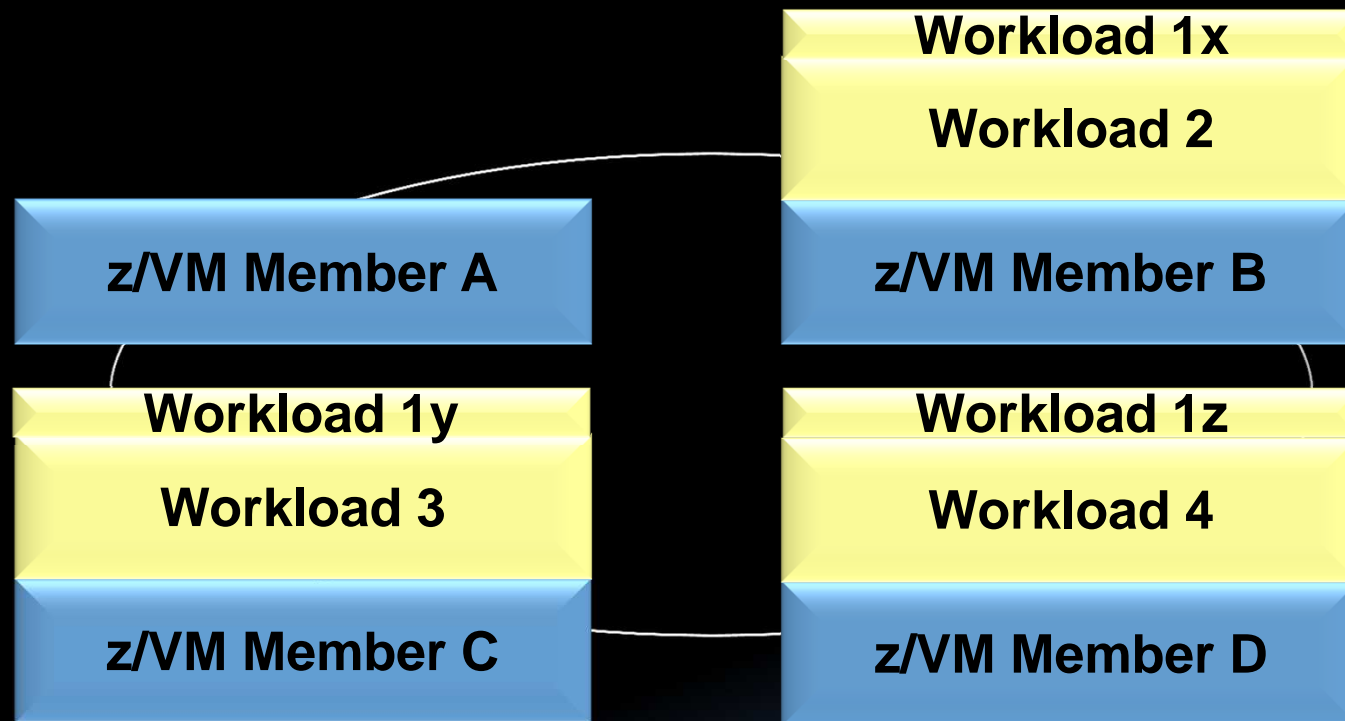 Workload 1x
Workload 2
z/VM Member A
z/VM Member B
Workload 1y
Workload 1z
Workload 3
Workload 4
z/VM Member C
z/VM Member D